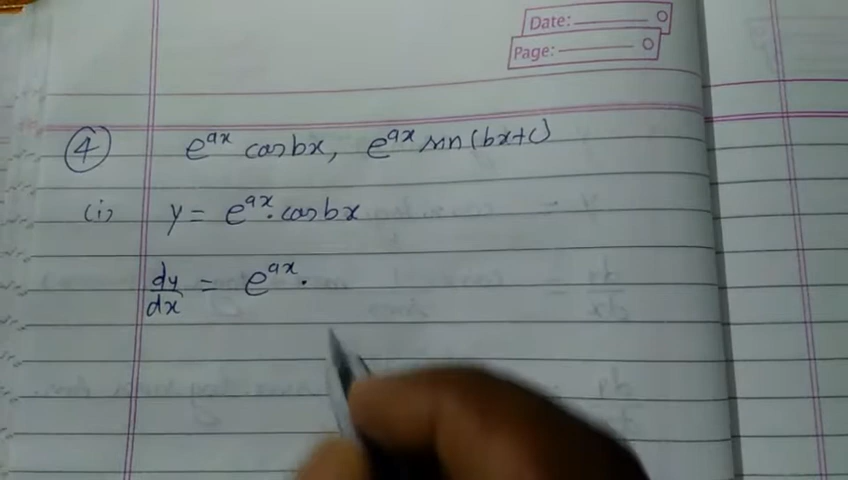 Date:
Page:
④ e^ax cosbx, e^ax sin(bx+c)
(i) y = e^ax. cosbx
dy/dx = e^ax.